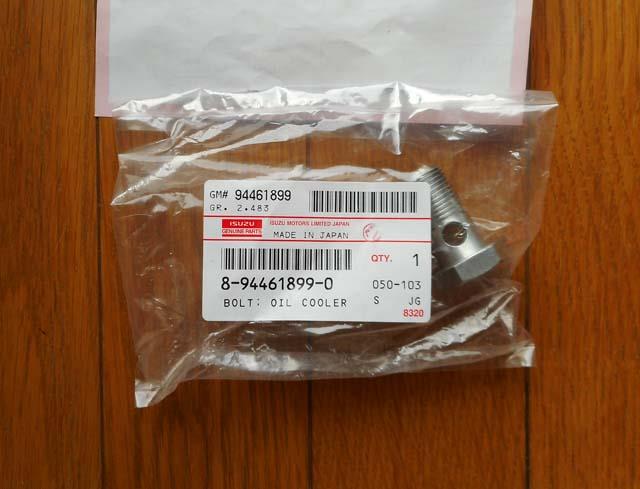 GM# 94461899
GR. 2.483
ISUZU
GENUINE PARTS
ISUZU MOTORS LIMITED JAPAN
MADE IN JAPAN
QTY. 1
8-94461899-0
050-103
BOLT; OIL COOLER
S JG
8320